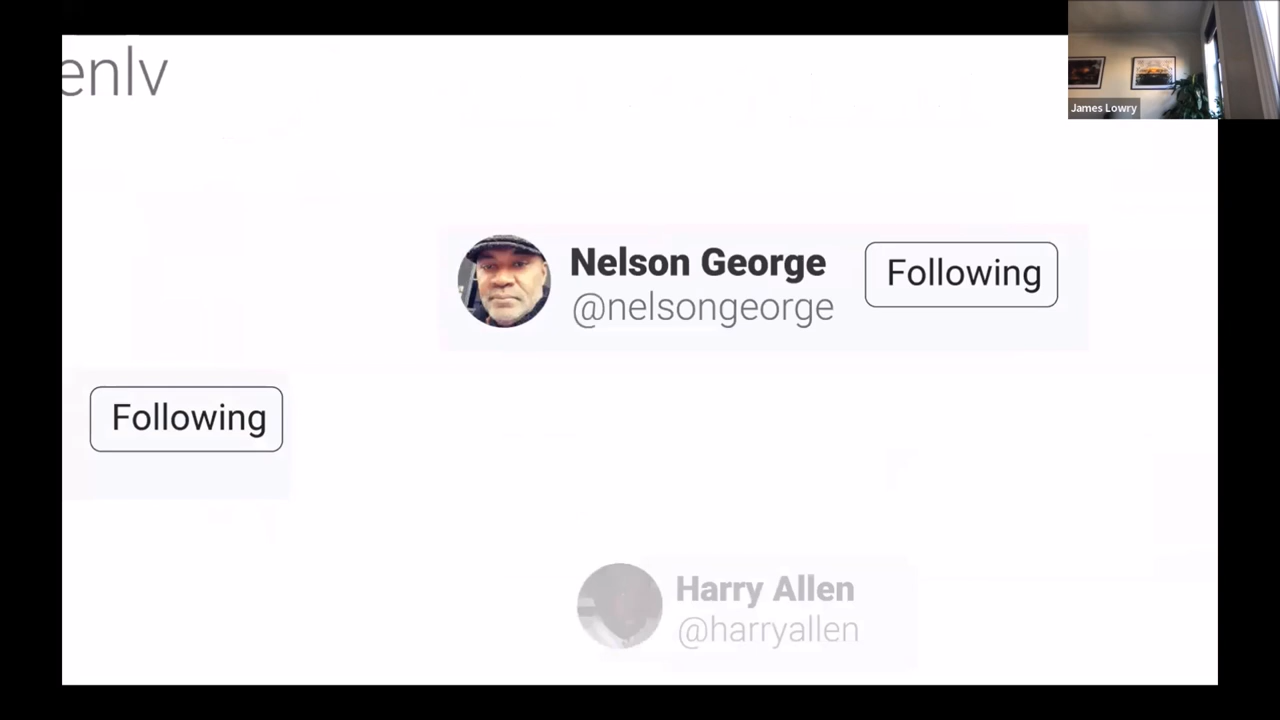 enlv
James Lowry
Nelson George
@nelsongeorge
Following
Following
Harry Allen
@harryallen